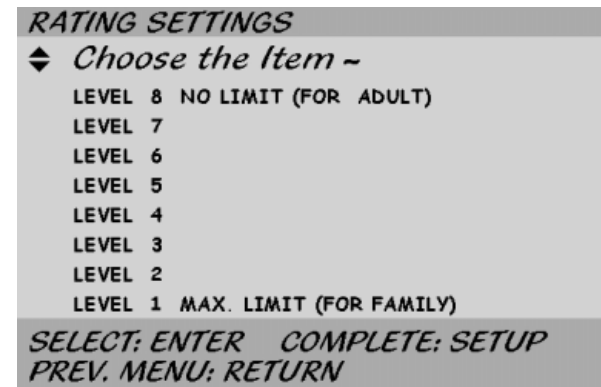 RATING SETTINGS
Choose the Item ~
LEVEL 8 NO LIMIT (FOR ADULT)
LEVEL 7
LEVEL 6
LEVEL 5
LEVEL 4
LEVEL 3
LEVEL 2
LEVEL 1 MAX. LIMIT (FOR FAMILY)
SELECT: ENTER COMPLETE: SETUP
PREV. MENU: RETURN